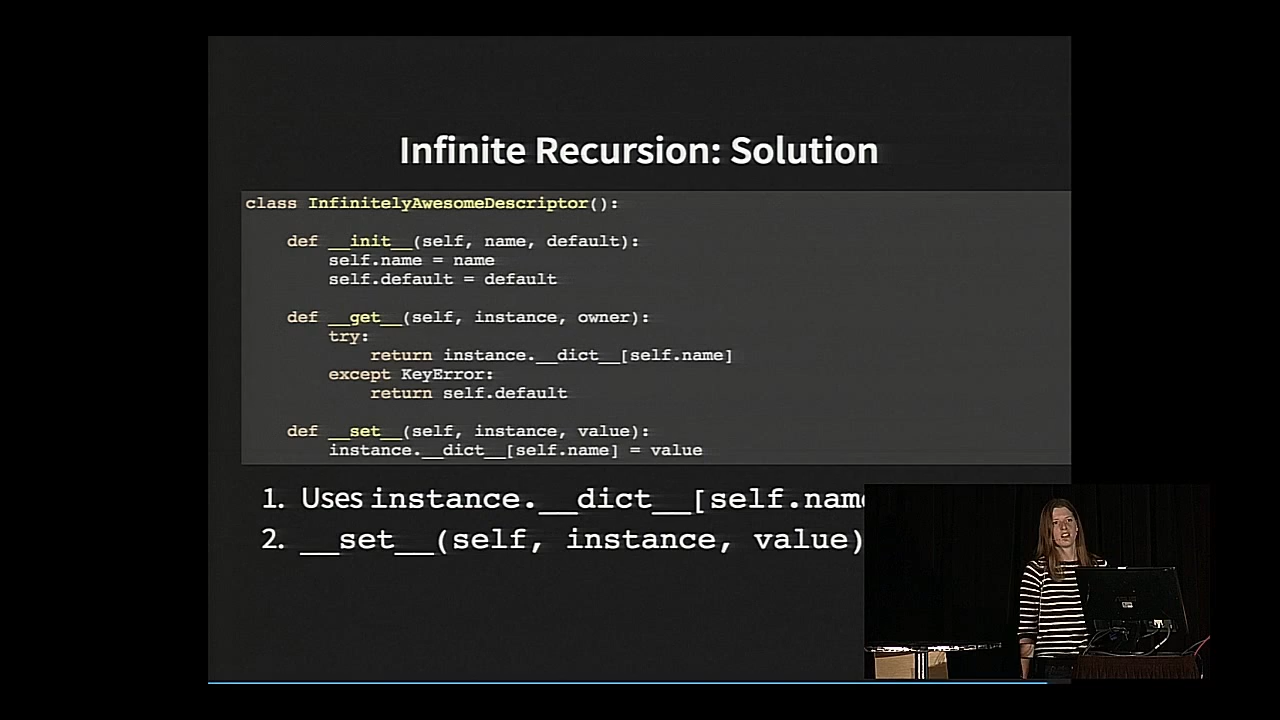 Infinite Recursion: Solution
class InfinitelyAwesomeDescriptor():
def __init__(self, name, default):
self.name = name
self.default = default
def __get__(self, instance, owner):
try:
return instance.__dict__[self.name]
except KeyError:
return self.default
def __set__(self, instance, value):
instance.__dict__[self.name] = value
1. Uses instance.__dict__[self.name
2. __set__(self, instance, value)